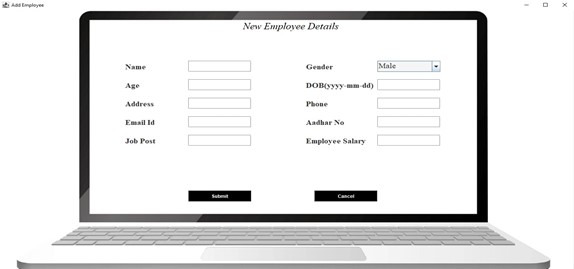 Add Employee
New Employee Details
Name Gender Male
Age DOB(yyyy-mm-dd)
Address Phone
Email Id Aadhar No
Job Post Employee Salary
Submit Cancel